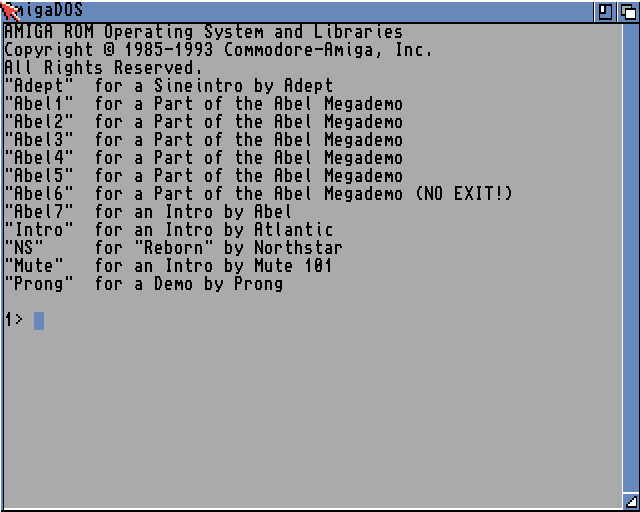 AmigaDOS
AMIGA ROM Operating System and Libraries
Copyright © 1985-1993 Commodore-Amiga, Inc.
All Rights Reserved.
"Adept"  for a Sineintro by Adept
"Abel1"  for a Part of the Abel Megademo
"Abel2"  for a Part of the Abel Megademo
"Abel3"  for a Part of the Abel Megademo
"Abel4"  for a Part of the Abel Megademo
"Abel5"  for a Part of the Abel Megademo
"Abel6"  for a Part of the Abel Megademo (NO EXIT!)
"Abel7"  for an Intro by Abel
"Intro"  for an Intro by Atlantic
"NS"     for "Reborn" by Northstar
"Mute"   for an Intro by Mute 101
"Prong"  for a Demo by Prong
1>